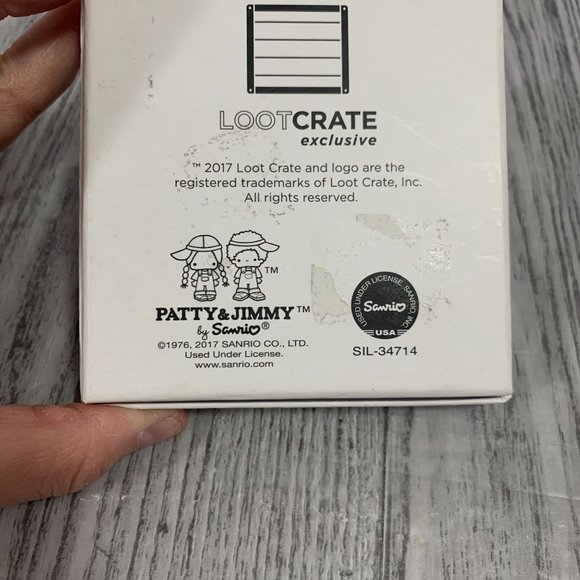 LOOTCRATE
exclusive
™ 2017 Loot Crate and logo are the
registered trademarks of Loot Crate, Inc.
All rights reserved.
TM
PATTY&JIMMY™
by Sanrio®
©1976, 2017 SANRIO CO., LTD.
Used Under License.
www.sanrio.com
USED UNDER LICENSE, SANRIO, INC.
Sanrio
USA
SIL-34714